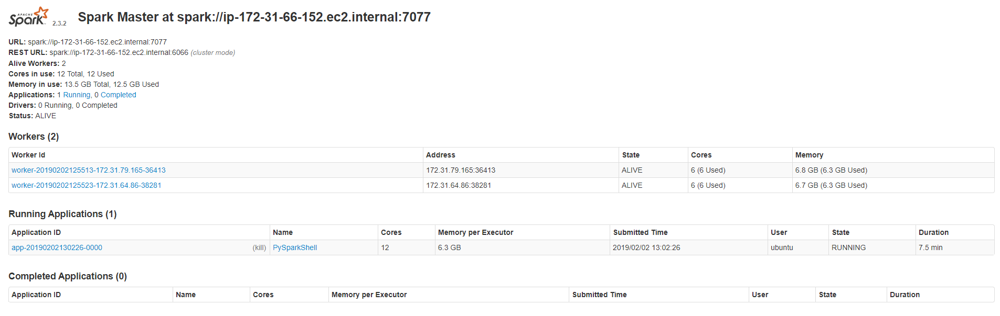 APACHE
Spark 2.3.2 Spark Master at spark://ip-172-31-66-152.ec2.internal:7077
URL: spark://ip-172-31-66-152.ec2.internal:7077
REST URL: spark://ip-172-31-66-152.ec2.internal:6066 (cluster mode)
Alive Workers: 2
Cores in use: 12 Total, 12 Used
Memory in use: 13.5 GB Total, 12.5 GB Used
Applications: 1 Running, 0 Completed
Drivers: 0 Running, 0 Completed
Status: ALIVE
Workers (2)
Worker Id Address State Cores Memory
worker-20190202125513-172.31.79.165-36413 172.31.79.165:36413 ALIVE 6 (6 Used) 6.8 GB (6.3 GB Used)
worker-20190202125523-172.31.64.86-38281 172.31.64.86:38281 ALIVE 6 (6 Used) 6.7 GB (6.3 GB Used)
Running Applications (1)
Application ID Name Cores Memory per Executor Submitted Time User State Duration
app-20190202130226-0000 (kill) PySparkShell 12 6.3 GB 2019/02/02 13:02:26 ubuntu RUNNING 7.5 min
Completed Applications (0)
Application ID Name Cores Memory per Executor Submitted Time User State Duration